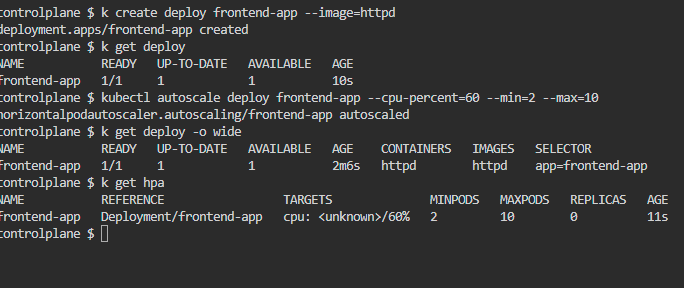 controlplane $ k create deploy frontend-app --image=httpd
deployment.apps/frontend-app created
controlplane $ k get deploy
NAME READY UP-TO-DATE AVAILABLE AGE
frontend-app 1/1 1 1 10s
controlplane $ kubectl autoscale deploy frontend-app --cpu-percent=60 --min=2 --max=10
horizontalpodautoscaler.autoscaling/frontend-app autoscaled
controlplane $ k get deploy -o wide
NAME READY UP-TO-DATE AVAILABLE AGE CONTAINERS IMAGES SELECTOR
frontend-app 1/1 1 1 2m6s httpd httpd app=frontend-app
controlplane $ k get hpa
NAME REFERENCE TARGETS MINPODS MAXPODS REPLICAS AGE
frontend-app Deployment/frontend-app cpu: <unknown>/60% 2 10 0 11s
controlplane $